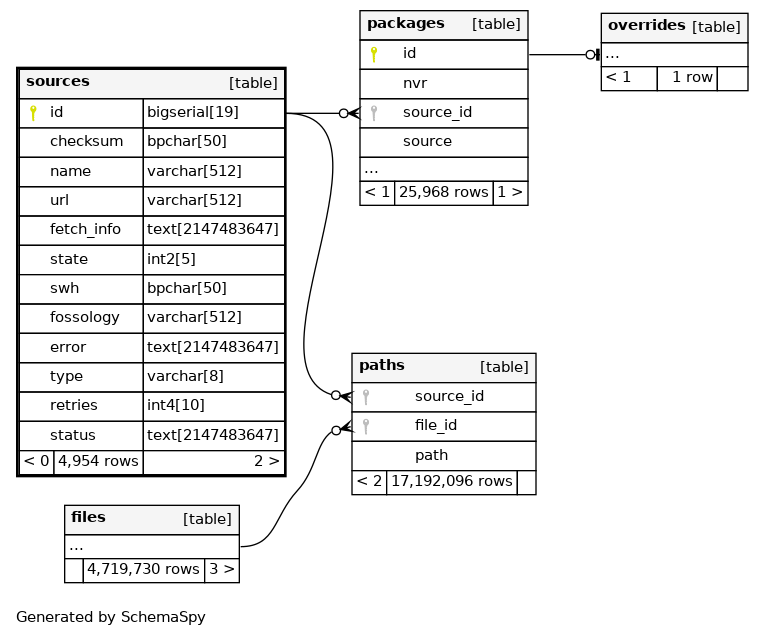 sources [table]
id bigserial[19]
checksum bpchar[50]
name varchar[512]
url varchar[512]
fetch_info text[2147483647]
state int2[5]
swh bpchar[50]
fossology varchar[512]
error text[2147483647]
type varchar[8]
retries int4[10]
status text[2147483647]
< 0 4,954 rows 2 >
packages [table]
id
nvr
source_id
source
...
< 1 25,968 rows 1 >
overrides [table]
...
< 1 1 row
paths [table]
source_id
file_id
path
< 2 17,192,096 rows
files [table]
...
4,719,730 rows 3 >
Generated by SchemaSpy